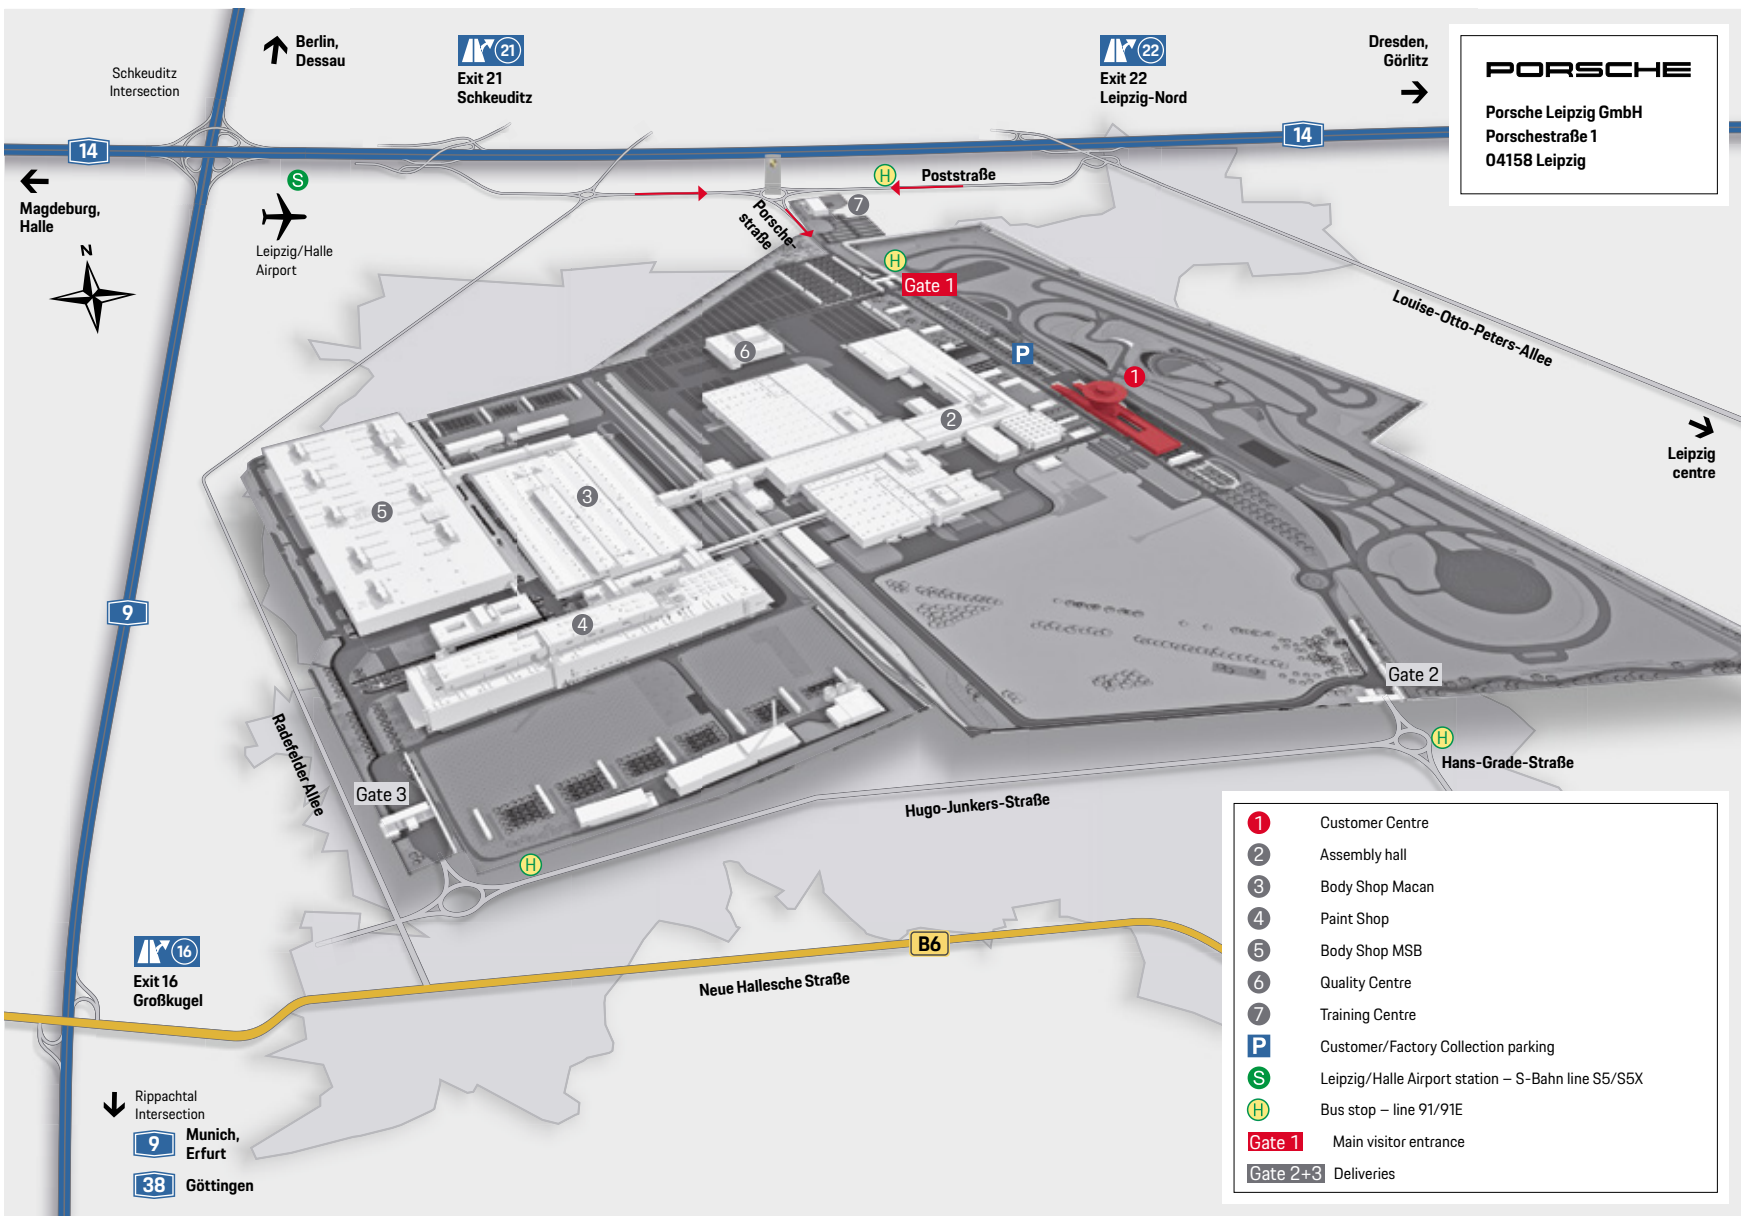 Berlin,
Dessau
Schkeuditz
Intersection
21
Exit 21
Schkeuditz
22
Exit 22
Leipzig-Nord
Dresden,
Görlitz
PORSCHE
Porsche Leipzig GmbH
Porschestraße 1
04158 Leipzig
14
14
Magdeburg,
Halle
S
Leipzig/Halle
Airport
N
H
Poststraße
Porsche-
straße
7
H
Gate 1
P
1
6
2
3
5
4
Louise-Otto-Peters-Allee
Leipzig
centre
9
Radefelder Allee
Gate 2
H
Hans-Grade-Straße
Gate 3
Hugo-Junkers-Straße
H
B6
Neue Hallesche Straße
16
Exit 16
Großkugel
Rippachtal
Intersection
9 Munich,
Erfurt
38 Göttingen
1 Customer Centre
2 Assembly hall
3 Body Shop Macan
4 Paint Shop
5 Body Shop MSB
6 Quality Centre
7 Training Centre
P Customer/Factory Collection parking
S Leipzig/Halle Airport station – S-Bahn line S5/S5X
H Bus stop – line 91/91E
Gate 1 Main visitor entrance
Gate 2+3 Deliveries